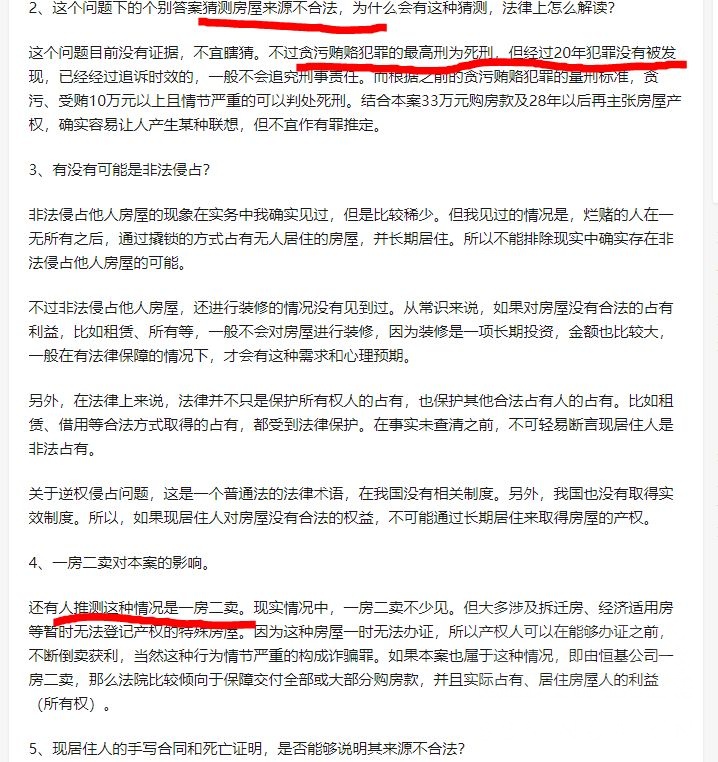 2、这个问题下的个别答案猜测房屋来源不合法，为什么会有这种猜测，法律上怎么解读？
这个问题目前没有证据，不宜瞎猜。不过贪污贿赂犯罪的最高刑为死刑，但经过20年犯罪没有被发
现，已经经过追诉时效的，一般不会追究刑事责任。而根据之前的贪污贿赂犯罪的量刑标准，贪
污、受贿10万元以上且情节严重的可以判处死刑。结合本案33万元购房款及28年以后再主张房屋产
权，确实容易让人产生某种联想，但不宜作有罪推定。
3、有没有可能是非法侵占？
非法侵占他人房屋的现象在实务中我确实见过，但是比较稀少。但我见过的情况是，烂赌的人在一
无所有之后，通过撬锁的方式占有无人居住的房屋，并长期居住。所以不能排除现实中确实存在非
法侵占他人房屋的可能。
不过非法侵占他人房屋，还进行装修的情况没有见到过。从常识来说，如果对房屋没有合法的占有
利益，比如租赁、所有等，一般不会对房屋进行装修，因为装修是一项长期投资，金额也比较大，
一般在有法律保障的情况下，才会有这种需求和心理预期。
另外，在法律上来说，法律并不只是保护所有权人的占有，也保护其他合法占有人的占有。比如租
赁、借用等合法方式取得的占有，都受到法律保护。在事实未查清之前，不可轻易断言现居住人是
非法占有。
关于逆权侵占问题，这是一个普通法的法律术语，在我国没有相关制度。另外，我国也没有取得实
效制度。所以，如果现居住人对房屋没有合法的权益，不可能通过长期居住来取得房屋的产权。
4、一房二卖对本案的影响。
还有人推测这种情况是一房二卖。现实情况中，一房二卖不少见。但大多涉及拆迁房、经济适用房
等暂时无法登记产权的特殊房屋。因为这种房屋一时无法办证，所以产权人可以在能够办证之前，
不断倒卖获利，当然这种行为情节严重的构成诈骗罪。如果本案也属于这种情况，即由恒基公司一
房二卖，那么法院比较倾向于保障交付全部或大部分购房款，并且实际占有、居住房屋人的利益
（所有权）。
5、现居住人的手写合同和死亡证明，是否能够说明其来源不合法？